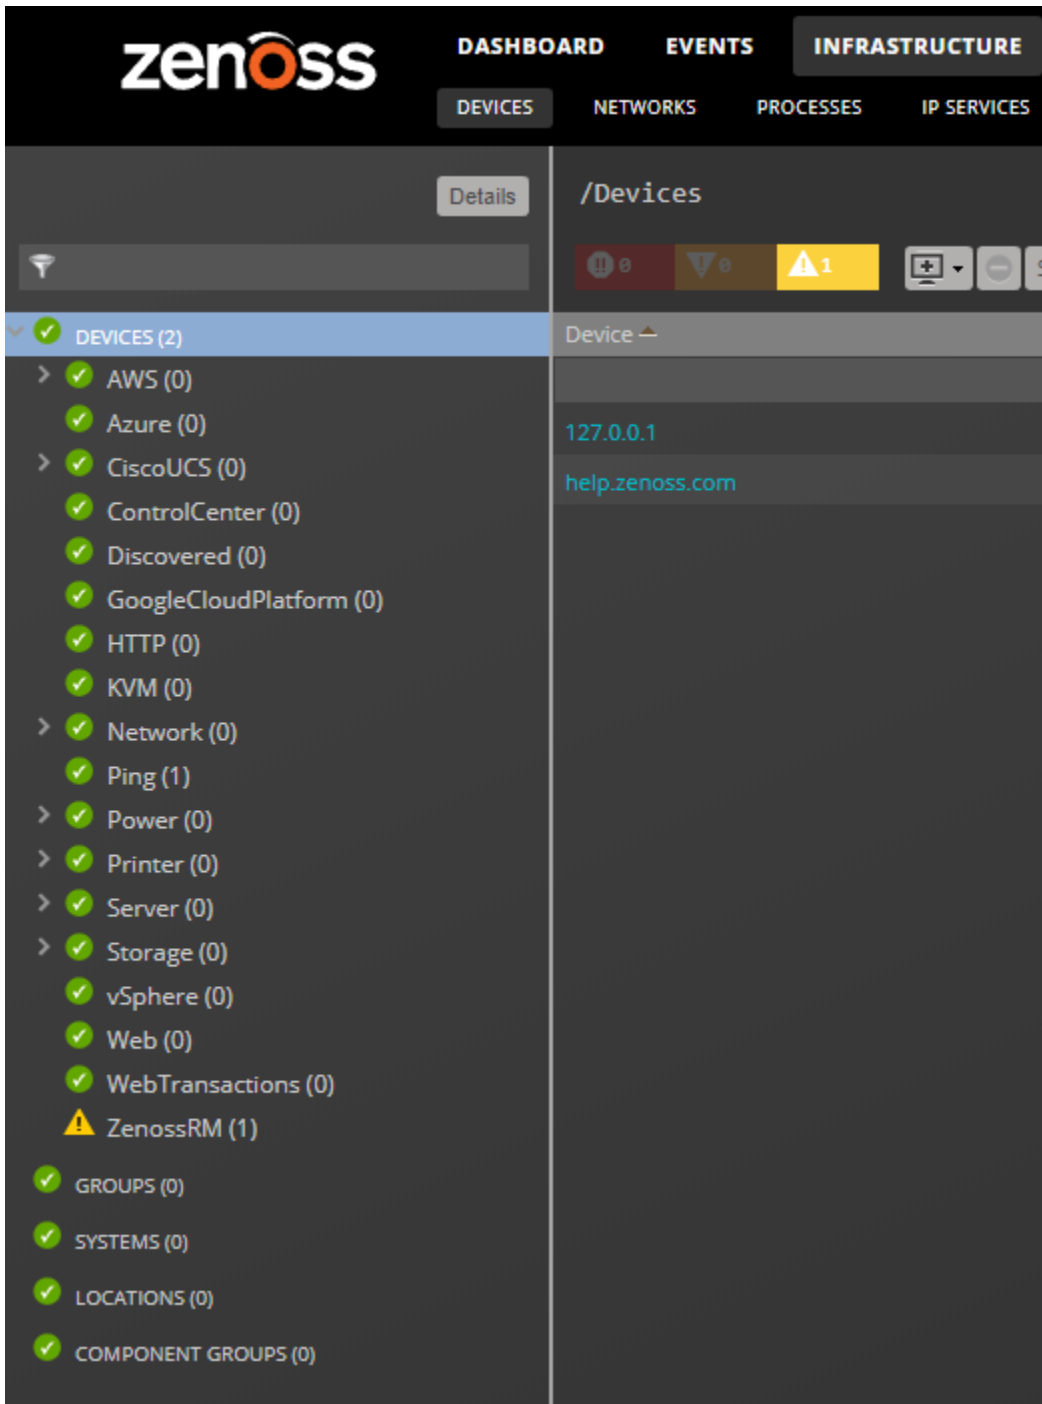 zenoss
DASHBOARD EVENTS INFRASTRUCTURE
DEVICES NETWORKS PROCESSES IP SERVICES
Details
/Devices
0 0 1
DEVICES (2)
Device
AWS (0)
Azure (0)
127.0.0.1
CiscoUCS (0)
help.zenoss.com
ControlCenter (0)
Discovered (0)
GoogleCloudPlatform (0)
HTTP (0)
KVM (0)
Network (0)
Ping (1)
Power (0)
Printer (0)
Server (0)
Storage (0)
vSphere (0)
Web (0)
WebTransactions (0)
ZenossRM (1)
GROUPS (0)
SYSTEMS (0)
LOCATIONS (0)
COMPONENT GROUPS (0)